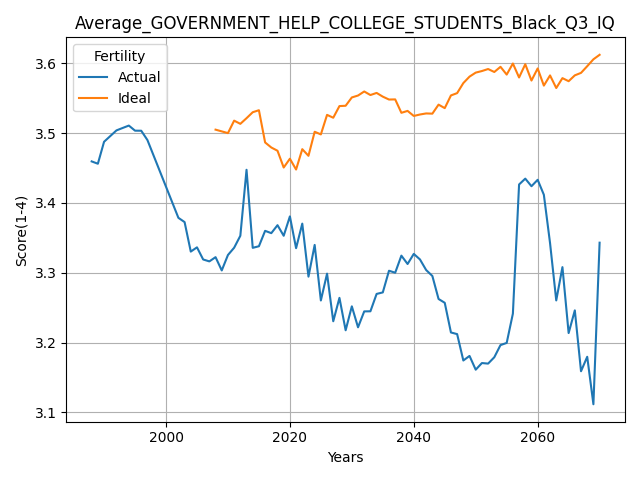 Average_GOVERNMENT_HELP_COLLEGE_STUDENTS_Black_Q3_IQ
Fertility
Actual
Ideal
3.6
3.5
3.4
3.3
3.2
3.1
Score(1-4)
2000
2020
2040
2060
Years